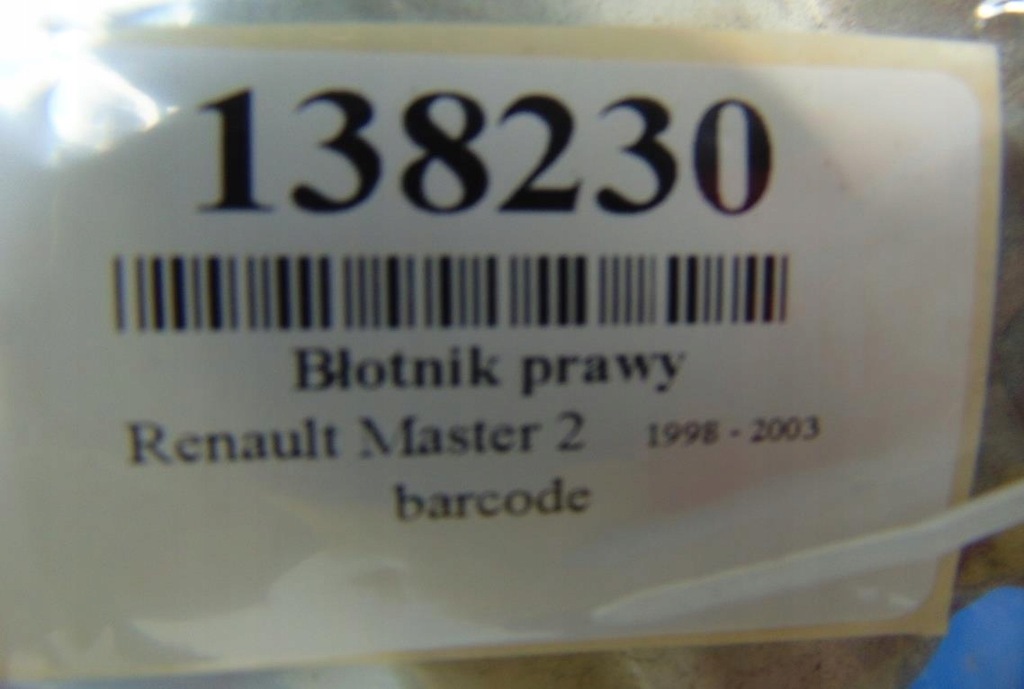 138230
Błotnik prawy
Renault Master 2 1998 - 2003
barcode